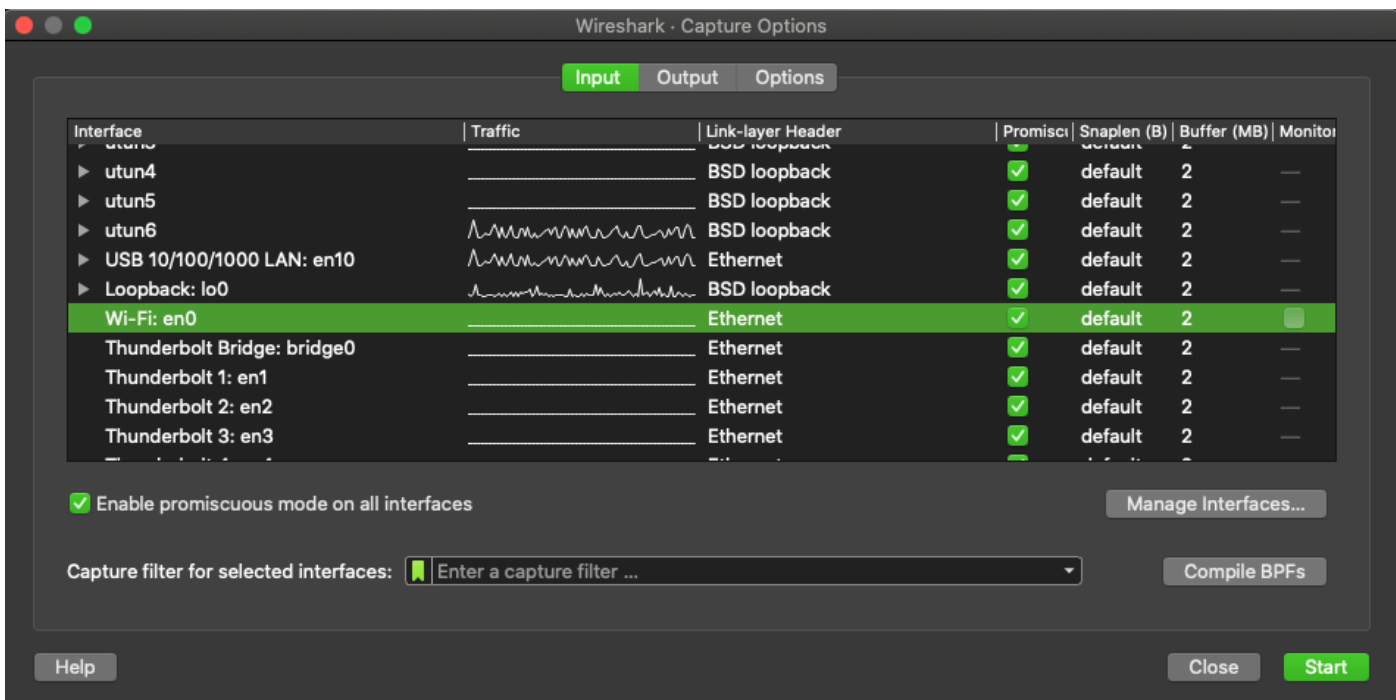 Wireshark · Capture Options
Input Output Options
Interface Traffic Link-layer Header Promisc Snaplen (B) Buffer (MB) Monitor
utun4 BSD loopback default 2 —
utun5 BSD loopback default 2 —
utun6 BSD loopback default 2 —
USB 10/100/1000 LAN: en10 Ethernet default 2 —
Loopback: lo0 BSD loopback default 2 —
Wi-Fi: en0 Ethernet default 2
Thunderbolt Bridge: bridge0 Ethernet default 2 —
Thunderbolt 1: en1 Ethernet default 2 —
Thunderbolt 2: en2 Ethernet default 2 —
Thunderbolt 3: en3 Ethernet default 2 —
Enable promiscuous mode on all interfaces
Manage Interfaces...
Capture filter for selected interfaces: Enter a capture filter ...
Compile BPFs
Help Close Start